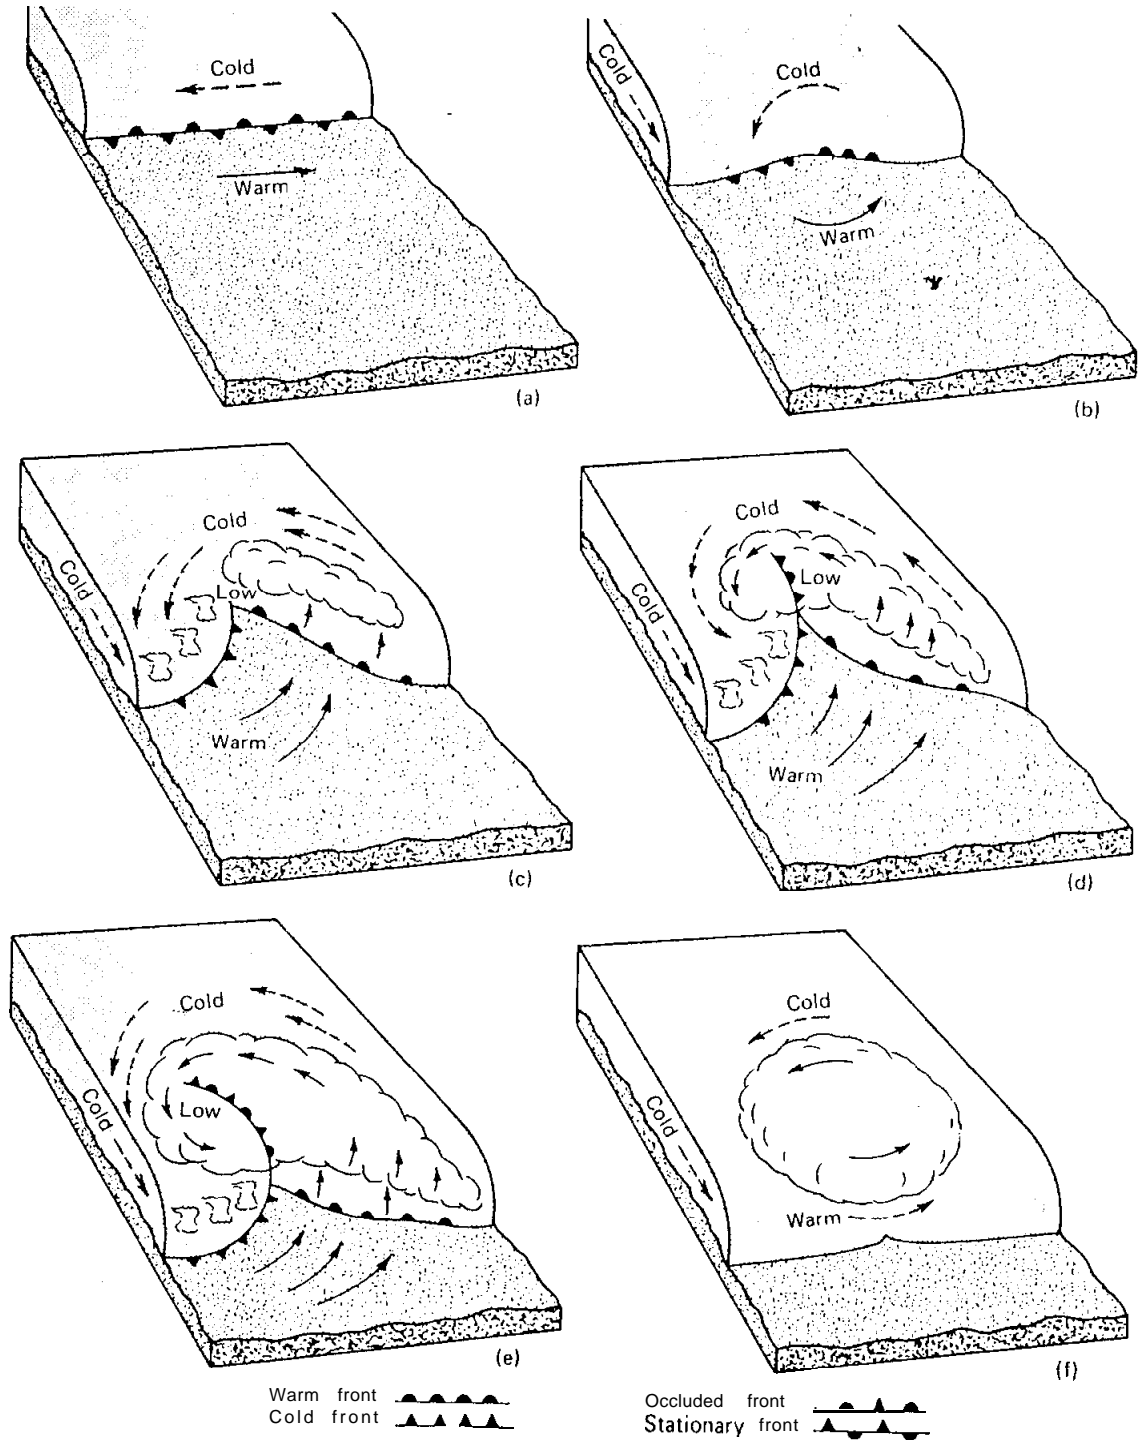 Cold
Warm
(a)
Cold
Cold
Warm
(b)
Cold
Cold
Low
Warm
(c)
Cold
Cold
Low
Warm
(d)
Cold
Cold
Low
(e)
Cold
Cold
Warm
(f)
Warm front
Cold front
Occluded front
Stationary front